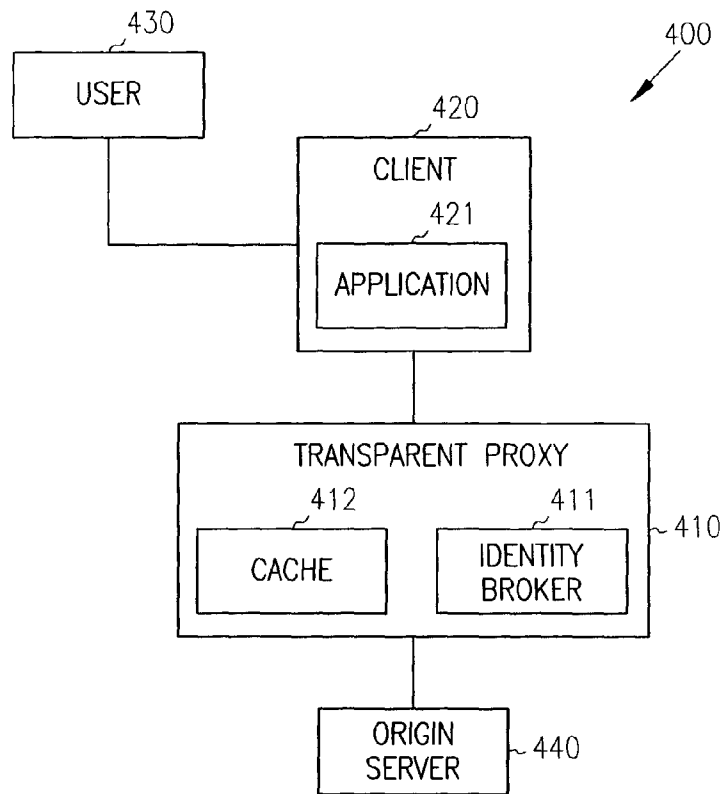 430
400
USER
420
CLIENT
421
APPLICATION
TRANSPARENT PROXY
412
411
410
CACHE
IDENTITY
BROKER
ORIGIN
SERVER
440